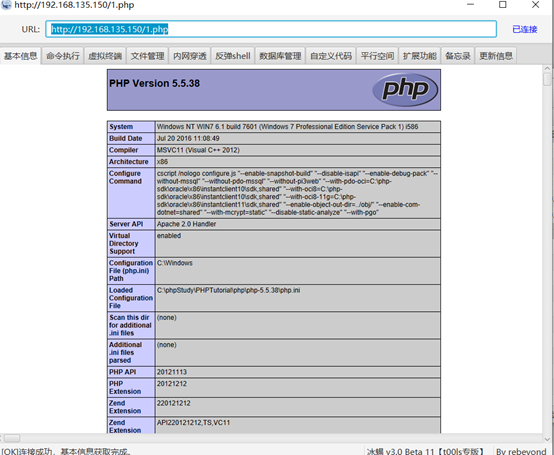 http://192.168.135.150/1.php
URL: http://192.168.135.150/1.php 已连接
基本信息 命令执行 虚拟终端 文件管理 内网穿透 反弹shell 数据库管理 自定义代码 平行空间 扩展功能 备忘录 更新信息
PHP Version 5.5.38
php
System Windows NT WIN7 6.1 build 7601 (Windows 7 Professional Edition Service Pack 1) i586
Build Date Jul 20 2016 11:08:49
Compiler MSVC11 (Visual C++ 2012)
Architecture x86
Configure Command cscript /nologo configure.js "--enable-snapshot-build" "--disable-isapi" "--enable-debug-pack" "--
without-mssql" "--without-pdo-mssql" "--without-pi3web" "--with-pdo-oci=C:\php-
sdk\oracle\x86\instantclient10\sdk,shared" "--with-oci8=C:\php-
sdk\oracle\x86\instantclient10\sdk,shared" "--with-oci8-11g=C:\php-
sdk\oracle\x86\instantclient11\sdk,shared" "--enable-object-out-dir=../obj/" "--enable-com-
dotnet=shared" "--with-mcrypt=static" "--disable-static-analyze" "--with-pgo"
Server API Apache 2.0 Handler
Virtual Directory Support enabled
Configuration File (php.ini) Path C:\Windows
Loaded Configuration File C:\phpStudy\PHPTutorial\php\php-5.5.38\php.ini
Scan this dir for additional .ini files (none)
Additional .ini files parsed (none)
PHP API 20121113
PHP Extension 20121212
Zend Extension 220121212
Zend Extension API220121212,TS,VC11
[OK]连接成功，基本信息获取完成。 冰蝎 v3.0 Beta 11【t00ls专版】 By rebeyond